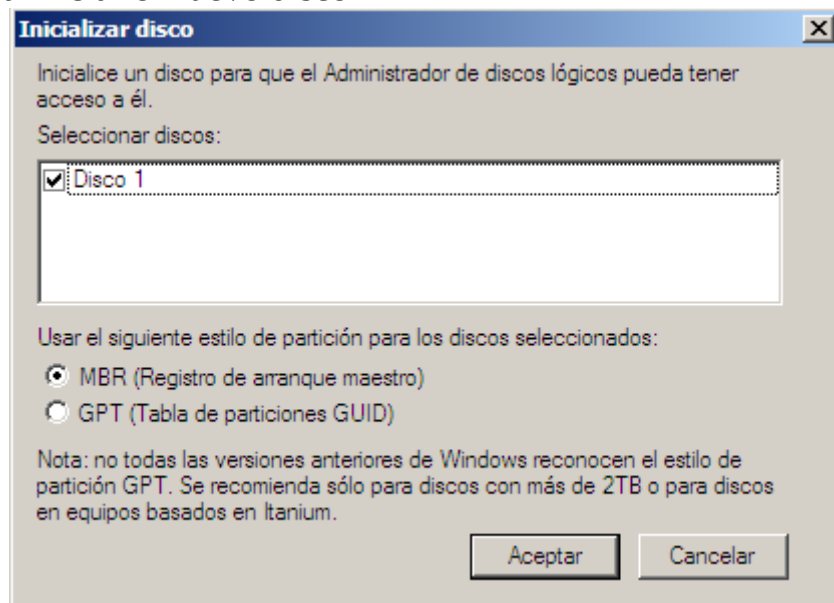 Inicializar disco
Inicialice un disco para que el Administrador de discos lógicos pueda tener
acceso a él.
Seleccionar discos:
Disco 1
Usar el siguiente estilo de partición para los discos seleccionados:
MBR (Registro de arranque maestro)
GPT (Tabla de particiones GUID)
Nota: no todas las versiones anteriores de Windows reconocen el estilo de
partición GPT. Se recomienda sólo para discos con más de 2TB o para discos
en equipos basados en Itanium.
Aceptar Cancelar